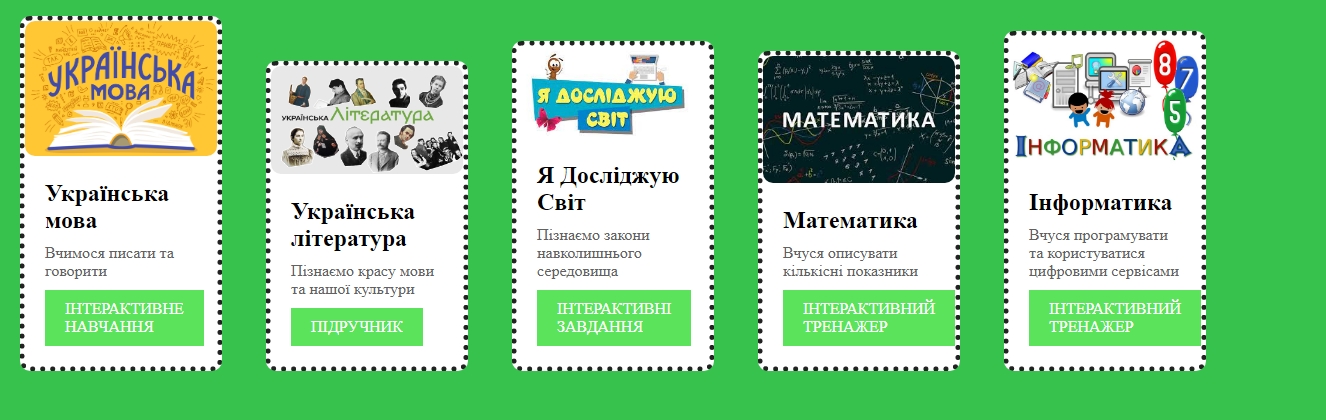 УКРАЇНСЬКА
МОВА
Українська
мова
Вчимося писати та
говорити
ІНТЕРАКТИВНЕ
НАВЧАННЯ
УКРАЇНСЬКА Література
Українська
література
Пізнаємо красу мови
та нашої культури
ПІДРУЧНИК
Я ДОСЛІДЖУЮ
СВІТ
Я Досліджую
Світ
Пізнаємо закони
навколишнього
середовища
ІНТЕРАКТИВНІ
ЗАВДАННЯ
МАТЕМАТИКА
Математика
Вчуся описувати
кількісні показники
ІНТЕРАКТИВНИЙ
ТРЕНАЖЕР
8
7
5
ІНФОРМАТИКА
Інформатика
Вчуся програмувати
та користуватися
цифровими сервісами
ІНТЕРАКТИВНИЙ
ТРЕНАЖЕР